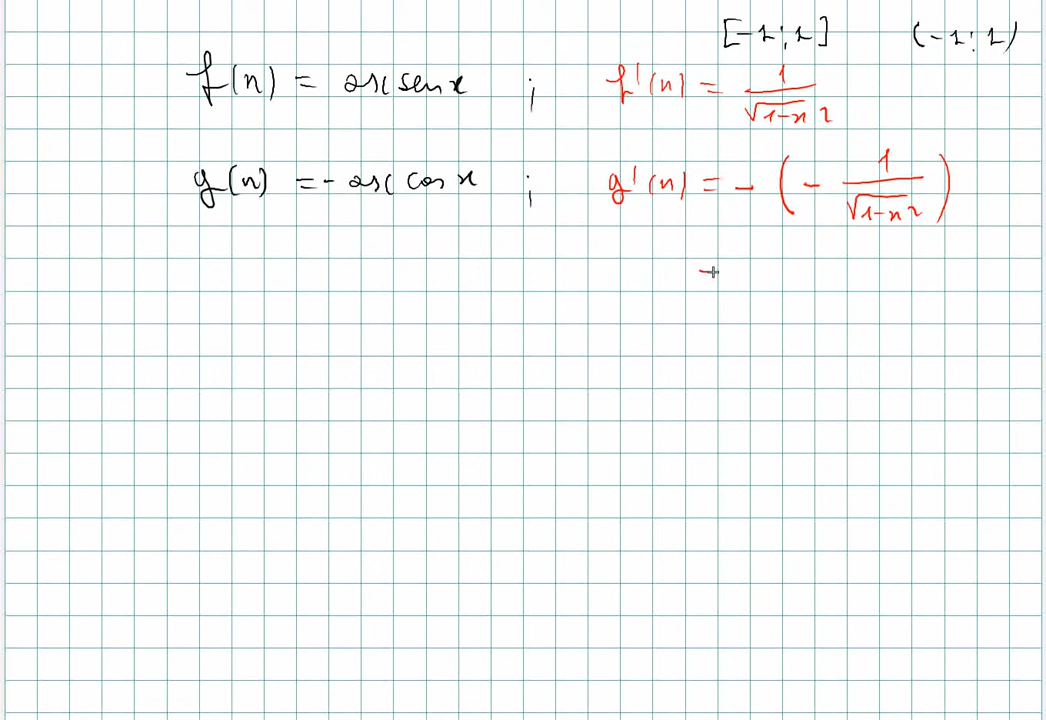 [-1;1] (-1;1)
f(x) = arcsen x ; f'(x) = 1/√(1-x²)
g(x) = - arccos x ; g'(x) = - ( - 1/√(1-x²) )